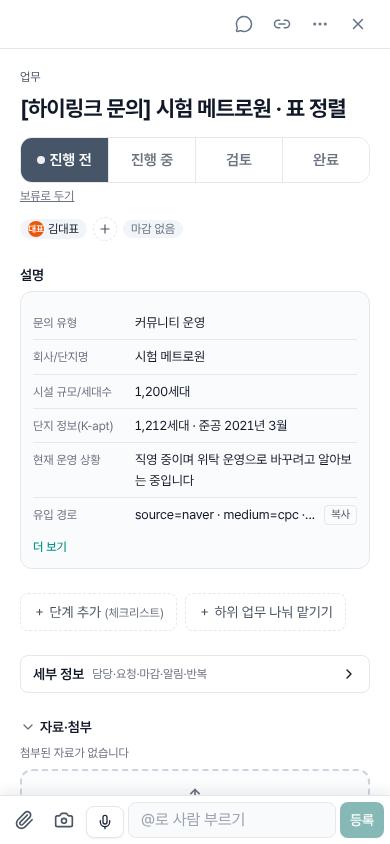 업무
[하이링크 문의] 시험 메트로원 · 표 정렬
진행 전
진행 중
검토
완료
보류로 두기
대표 김대표
+
마감 없음
설명
문의 유형 커뮤니티 운영
회사/단지명 시험 메트로원
시설 규모/세대수 1,200세대
단지 정보(K-apt) 1,212세대 · 준공 2021년 3월
현재 운영 상황 직영 중이며 위탁 운영으로 바꾸려고 알아보
는 중입니다
유입 경로 source=naver · medium=cpc ·... 복사
더 보기
+ 단계 추가 (체크리스트)
+ 하위 업무 나눠 맡기기
세부 정보 담당·요청·마감·알림·반복
자료·첨부
첨부된 자료가 없습니다
@로 사람 부르기
등록